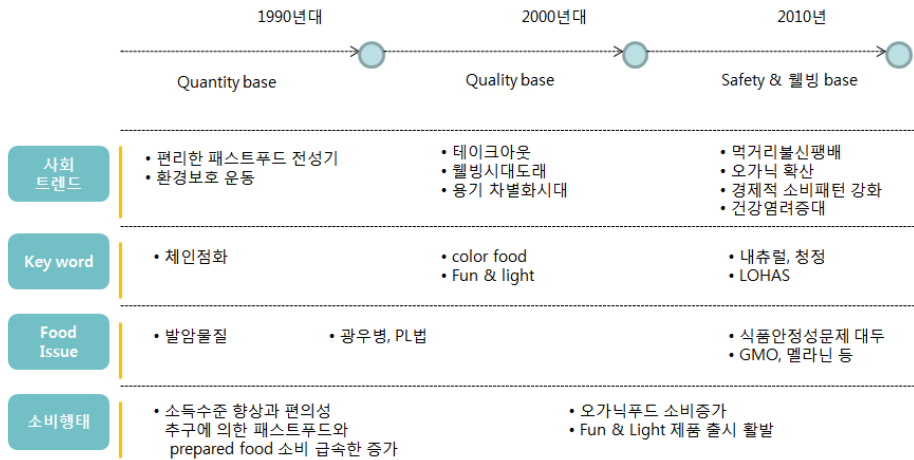 1990년대
2000년대
2010년
Quantity base
Quality base
Safety & 웰빙 base
사회
트렌드
• 편리한 패스트푸드 전성기
• 환경보호 운동
• 테이크아웃
• 웰빙시대도래
• 용기 차별화시대
• 먹거리불신팽배
• 오가닉 확산
• 경제적 소비패턴 강화
• 건강염려증대
Key word
• 체인점화
• color food
• Fun & light
• 내츄럴, 청정
• LOHAS
Food
Issue
• 발암물질
• 광우병, PL법
• 식품안정성문제 대두
• GMO, 멜라닌 등
소비행태
• 소득수준 향상과 편의성
추구에 의한 패스트푸드와
prepared food 소비 급속한 증가
• 오가닉푸드 소비증가
• Fun & Light 제품 출시 활발